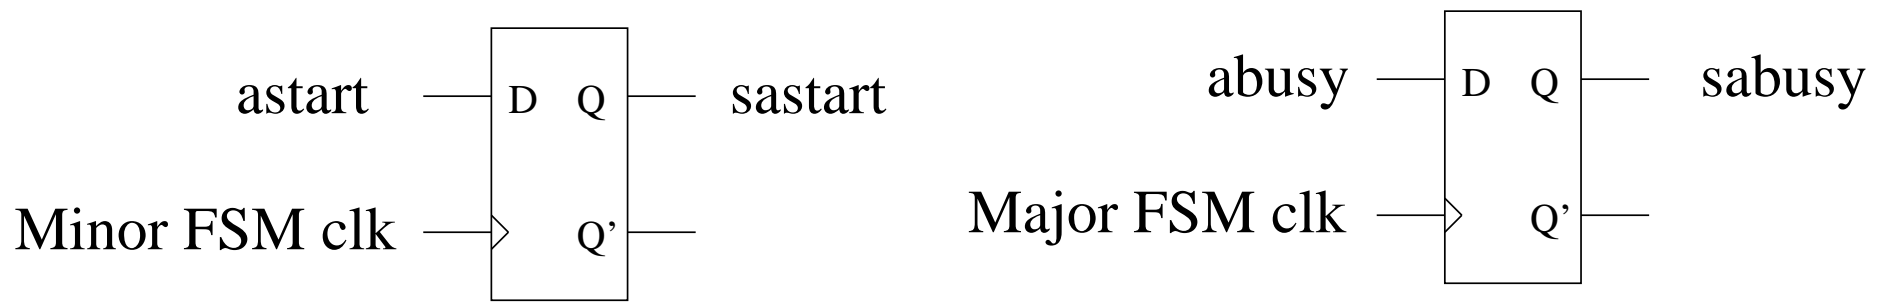 astart D Q sastart
Minor FSM clk Q'
abusy D Q sabusy
Major FSM clk Q'